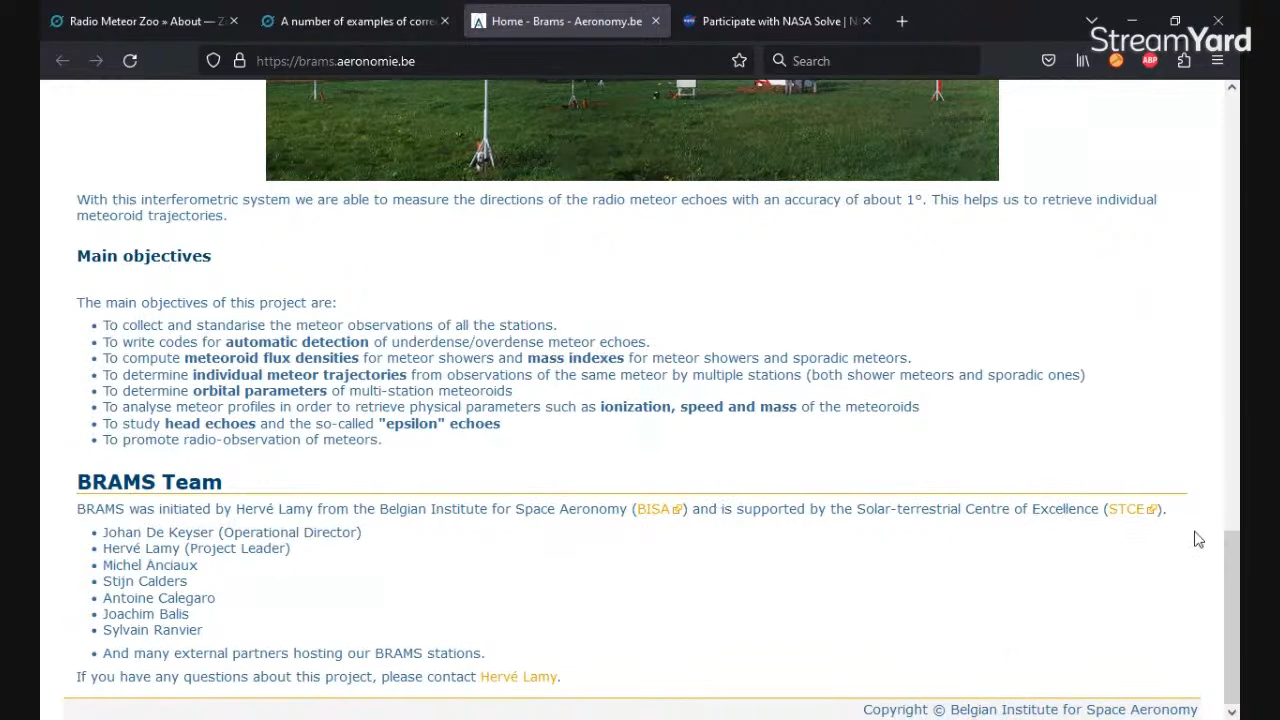 Radio Meteor Zoo » About — Z
A number of examples of corre
Home - Brams - Aeronomy.be
Participate with NASA Solve | N
StreamYard
https://brams.aeronomie.be
Search
ABP
With this interferometric system we are able to measure the directions of the radio meteor echoes with an accuracy of about 1°. This helps us to retrieve individual
meteoroid trajectories.
Main objectives
The main objectives of this project are:
• To collect and standarise the meteor observations of all the stations.
• To write codes for automatic detection of underdense/overdense meteor echoes.
• To compute meteoroid flux densities for meteor showers and mass indexes for meteor showers and sporadic meteors.
• To determine individual meteor trajectories from observations of the same meteor by multiple stations (both shower meteors and sporadic ones)
• To determine orbital parameters of multi-station meteoroids
• To analyse meteor profiles in order to retrieve physical parameters such as ionization, speed and mass of the meteoroids
• To study head echoes and the so-called "epsilon" echoes
• To promote radio-observation of meteors.
BRAMS Team
BRAMS was initiated by Hervé Lamy from the Belgian Institute for Space Aeronomy (BISA) and is supported by the Solar-terrestrial Centre of Excellence (STCE).
• Johan De Keyser (Operational Director)
• Hervé Lamy (Project Leader)
• Michel Anciaux
• Stijn Calders
• Antoine Calegaro
• Joachim Balis
• Sylvain Ranvier
• And many external partners hosting our BRAMS stations.
If you have any questions about this project, please contact Hervé Lamy.
Copyright © Belgian Institute for Space Aeronomy